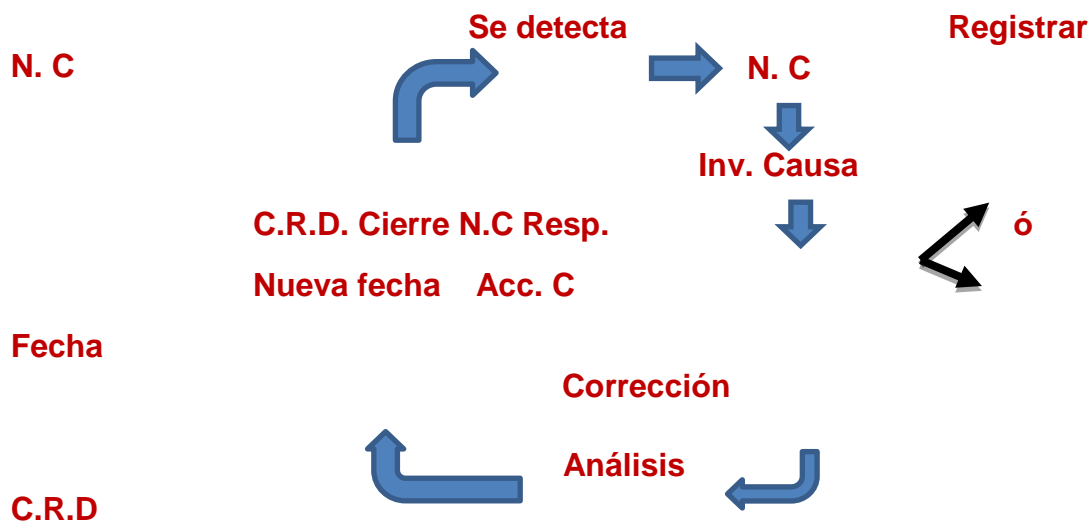 Se detecta Registrar
N. C N. C
Inv. Causa
C.R.D. Cierre N.C Resp. ó
Nueva fecha Acc. C
Fecha
Corrección
Análisis
C.R.D